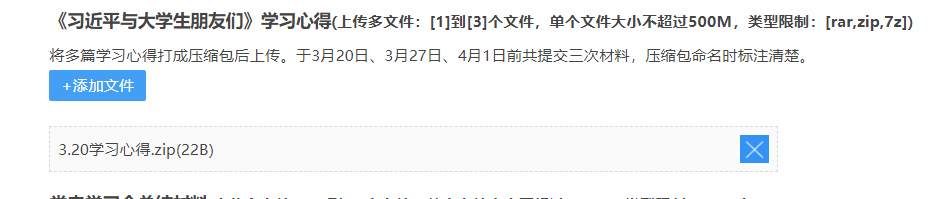 《习近平与大学生朋友们》学习心得(上传多文件：[1]到[3]个文件，单个文件大小不超过500M，类型限制：[rar,zip,7z])
将多篇学习心得打成压缩包后上传。于3月20日、3月27日、4月1日前共提交三次材料，压缩包命名时标注清楚。
+添加文件
3.20学习心得.zip(22B)